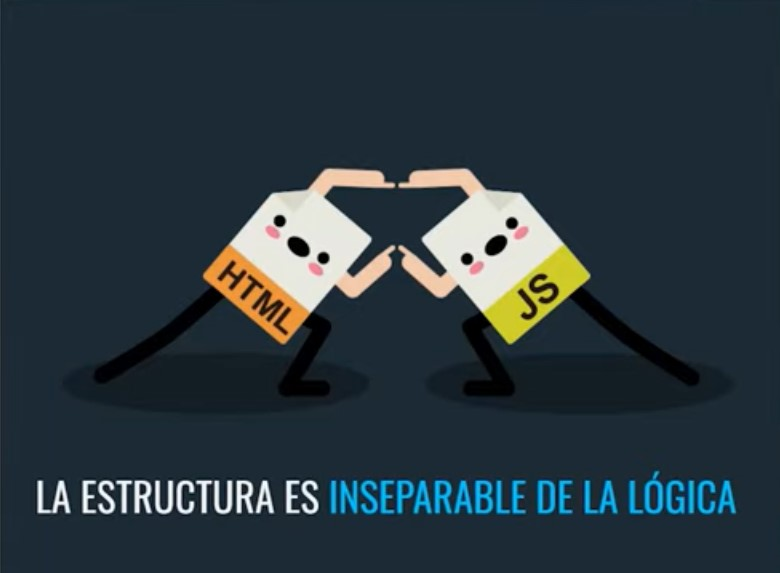 HTML
JS
LA ESTRUCTURA ES INSEPARABLE DE LA LÓGICA